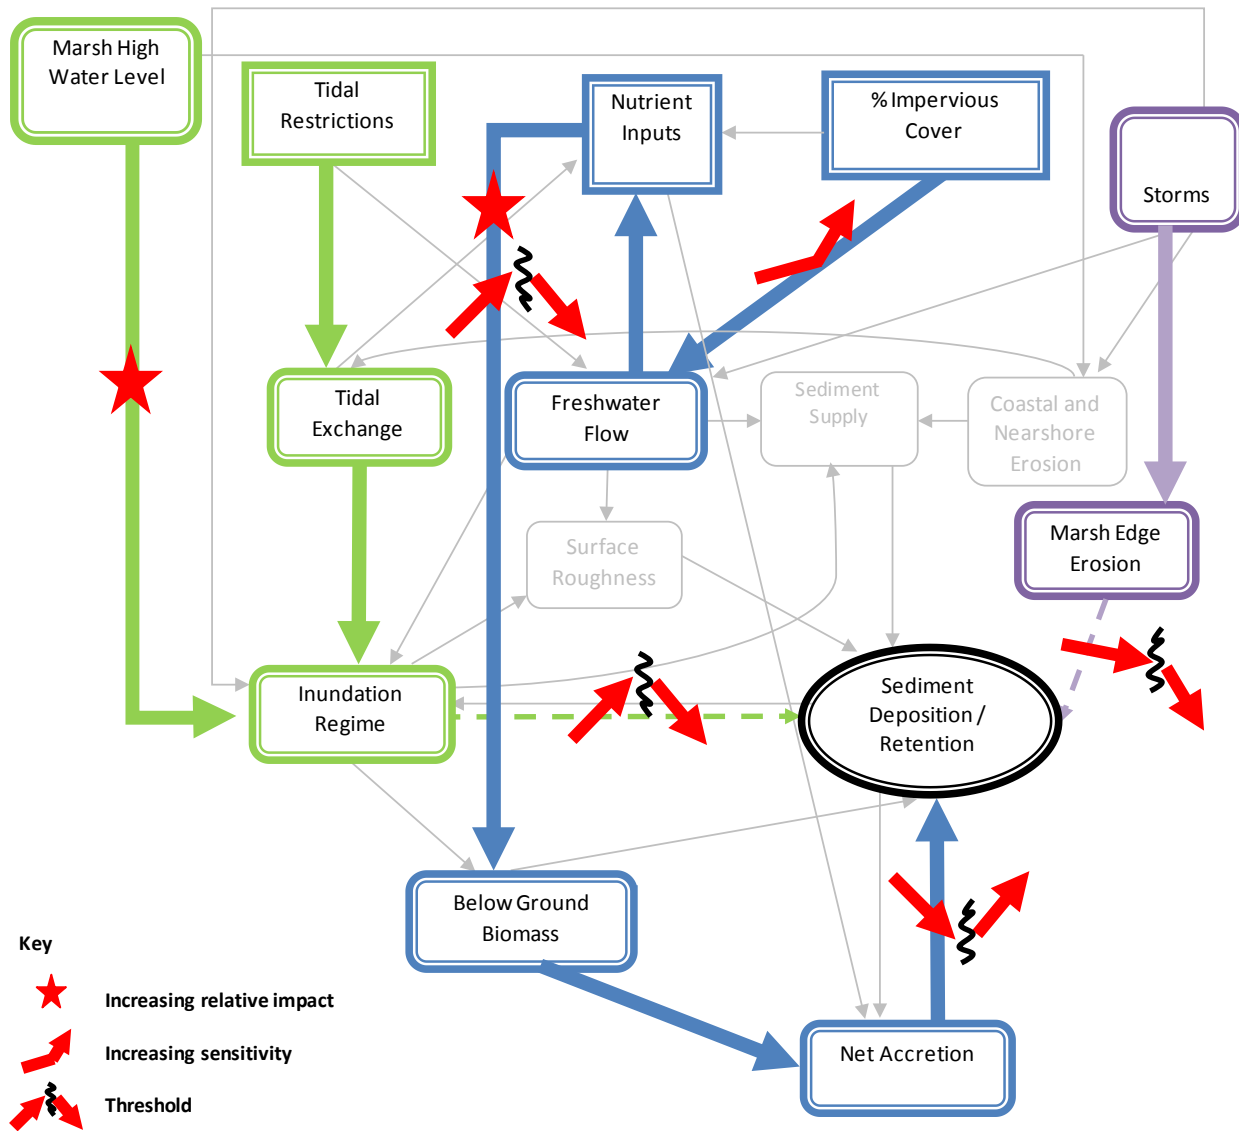 Marsh High
Water Level
Tidal
Restrictions
Nutrient
Inputs
% Impervious
Cover
Storms
Tidal
Exchange
Freshwater
Flow
Sediment
Supply
Coastal and
Nearshore
Erosion
Surface
Roughness
Marsh Edge
Erosion
Inundation
Regime
Sediment
Deposition /
Retention
Below Ground
Biomass
Net Accretion
Key
Increasing relative impact
Increasing sensitivity
Threshold